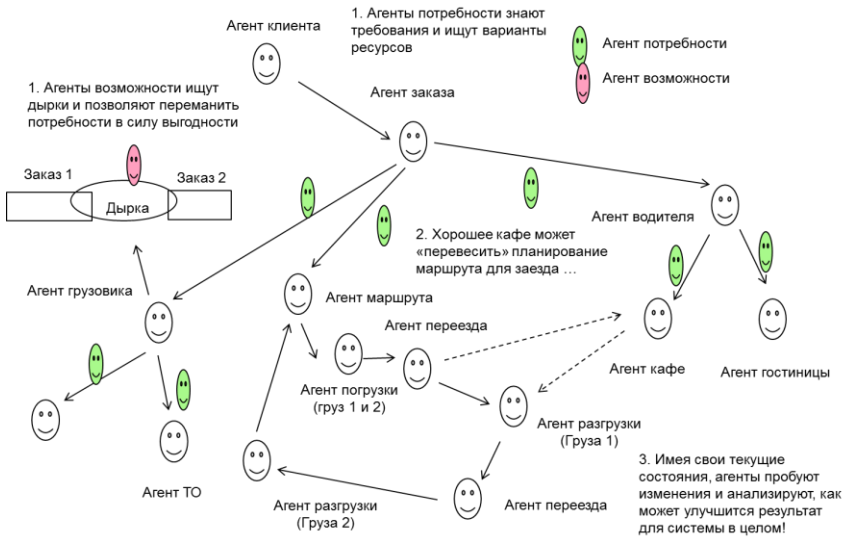 Агент клиента
1. Агенты потребности знают
требования и ищут варианты
ресурсов
Агент потребности
Агент возможности
1. Агенты возможности ищут
дырки и позволяют переманить
потребности в силу выгодности
Агент заказа
Заказ 1
Заказ 2
Дырка
Агент водителя
2. Хорошее кафе может
«перевесить» планирование
маршрута для заезда …
Агент грузовика
Агент маршрута
Агент переезда
Агент кафе
Агент гостиницы
Агент погрузки
(груз 1 и 2)
Агент разгрузки
(Груза 1)
Агент ТО
Агент разгрузки
(Груза 2)
Агент переезда
3. Имея свои текущие
состояния, агенты пробуют
изменения и анализируют, как
может улучшится результат
для системы в целом!